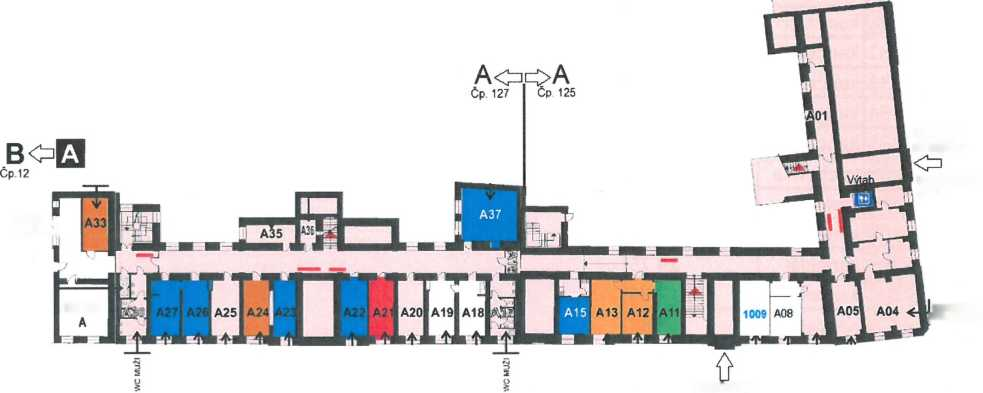 A A
Čp. 127 Čp. 125
A01
B A
Čp.12
Výtah
A33
A37
A35
A36
A
A27
A26
A25
A24
A23
A22
A21
A20
A19
A18
A15
A13
A12
A11
1009
A08
A05
A04
WC MUŽI
WC MUŽI